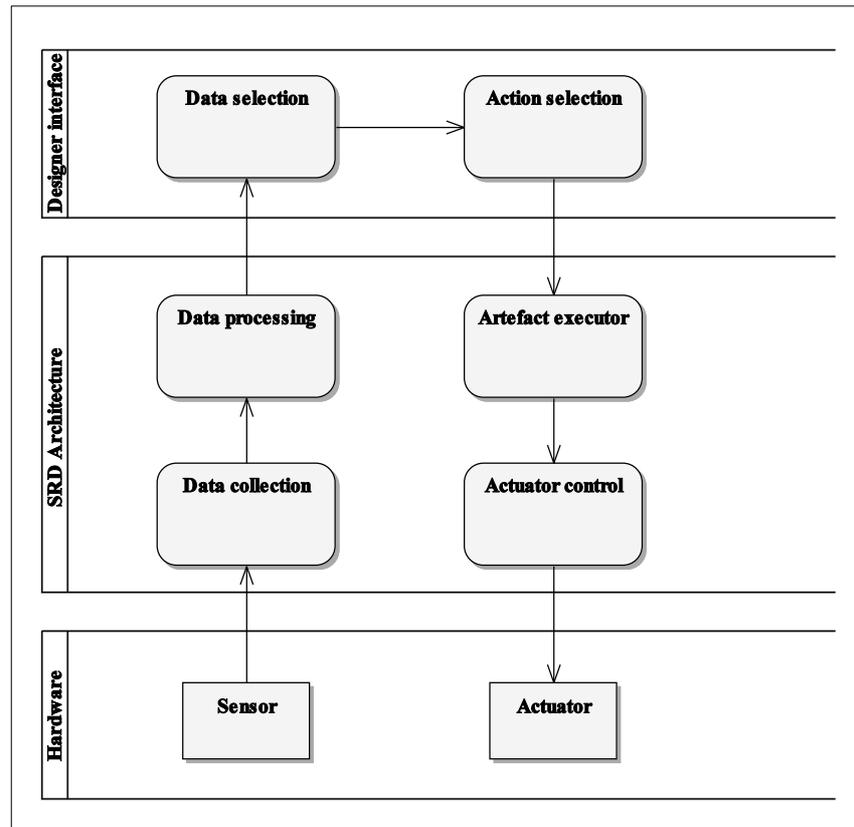 Designer interface
Data selection
Action selection
SRD Architecture
Data processing
Artefact executor
Data collection
Actuator control
Hardware
Sensor
Actuator